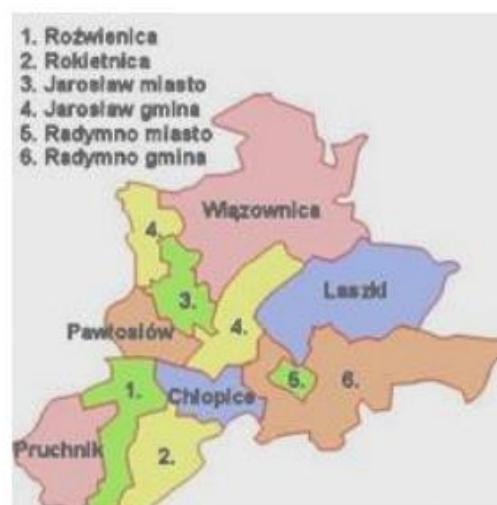 1. Roźwienica
2. Rokietnica
3. Jarosław miasto
4. Jarosław gmina
5. Radymno miasto
6. Radymno gmina
Wiązownica
4.
3.
Laszki
4.
Pawłosiów
1.
Chłopice
5.
6.
Pruchnik
2.